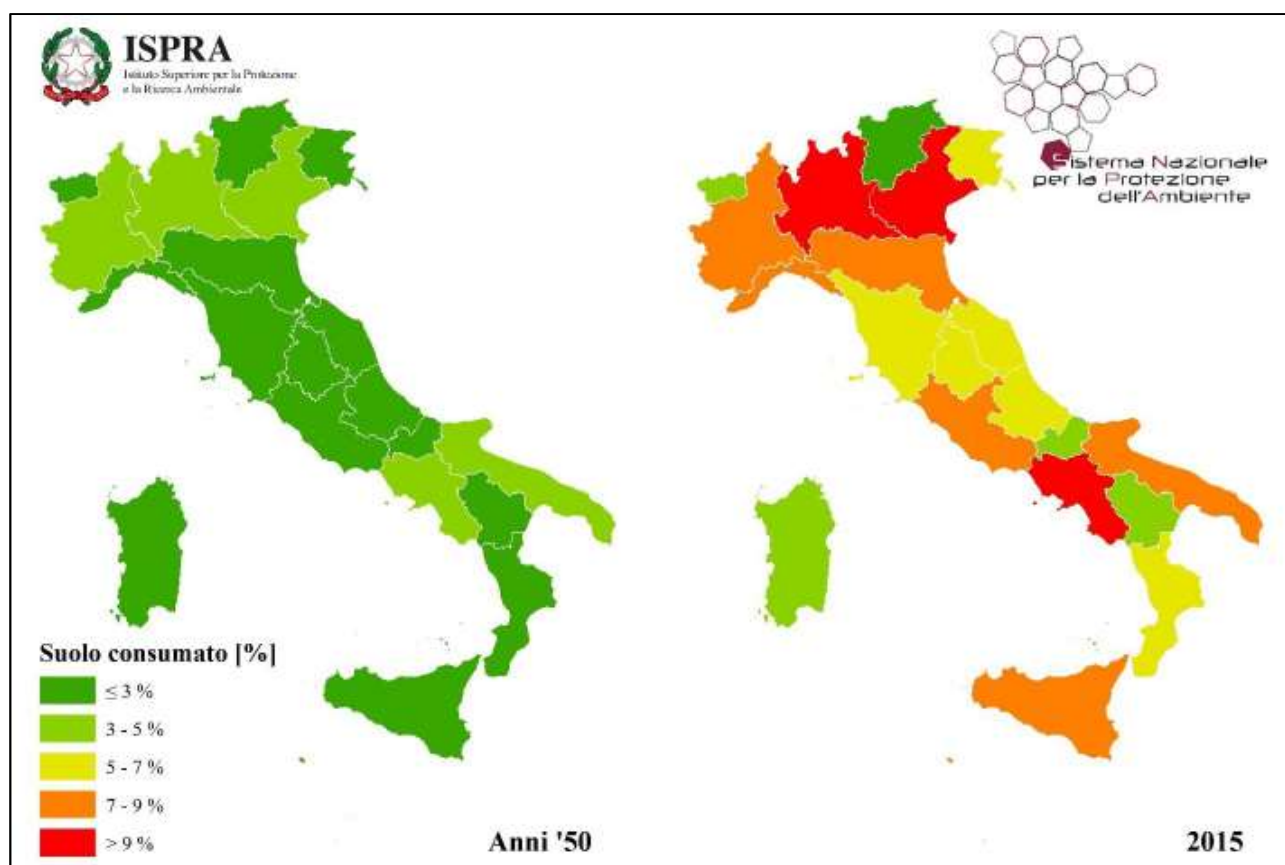 ISPRA
Istituto Superiore per la Protezione
e la Ricerca Ambientale
Sistema Nazionale
per la Protezione
dell'Ambiente
Suolo consumato [%]
≤ 3 %
3 - 5 %
5 - 7 %
7 - 9 %
> 9 %
Anni '50
2015